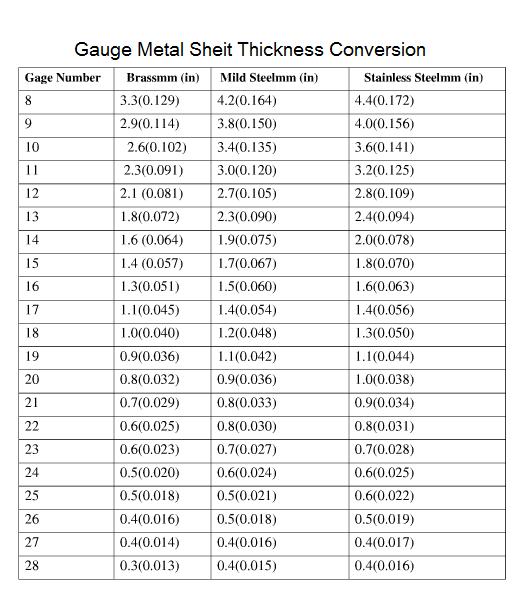 Gauge Metal Sheit Thickness Conversion
Gage Number Brassmm (in) Mild Steelmm (in) Stainless Steelmm (in)
8 3.3(0.129) 4.2(0.164) 4.4(0.172)
9 2.9(0.114) 3.8(0.150) 4.0(0.156)
10 2.6(0.102) 3.4(0.135) 3.6(0.141)
11 2.3(0.091) 3.0(0.120) 3.2(0.125)
12 2.1 (0.081) 2.7(0.105) 2.8(0.109)
13 1.8(0.072) 2.3(0.090) 2.4(0.094)
14 1.6 (0.064) 1.9(0.075) 2.0(0.078)
15 1.4 (0.057) 1.7(0.067) 1.8(0.070)
16 1.3(0.051) 1.5(0.060) 1.6(0.063)
17 1.1(0.045) 1.4(0.054) 1.4(0.056)
18 1.0(0.040) 1.2(0.048) 1.3(0.050)
19 0.9(0.036) 1.1(0.042) 1.1(0.044)
20 0.8(0.032) 0.9(0.036) 1.0(0.038)
21 0.7(0.029) 0.8(0.033) 0.9(0.034)
22 0.6(0.025) 0.8(0.030) 0.8(0.031)
23 0.6(0.023) 0.7(0.027) 0.7(0.028)
24 0.5(0.020) 0.6(0.024) 0.6(0.025)
25 0.5(0.018) 0.5(0.021) 0.6(0.022)
26 0.4(0.016) 0.5(0.018) 0.5(0.019)
27 0.4(0.014) 0.4(0.016) 0.4(0.017)
28 0.3(0.013) 0.4(0.015) 0.4(0.016)